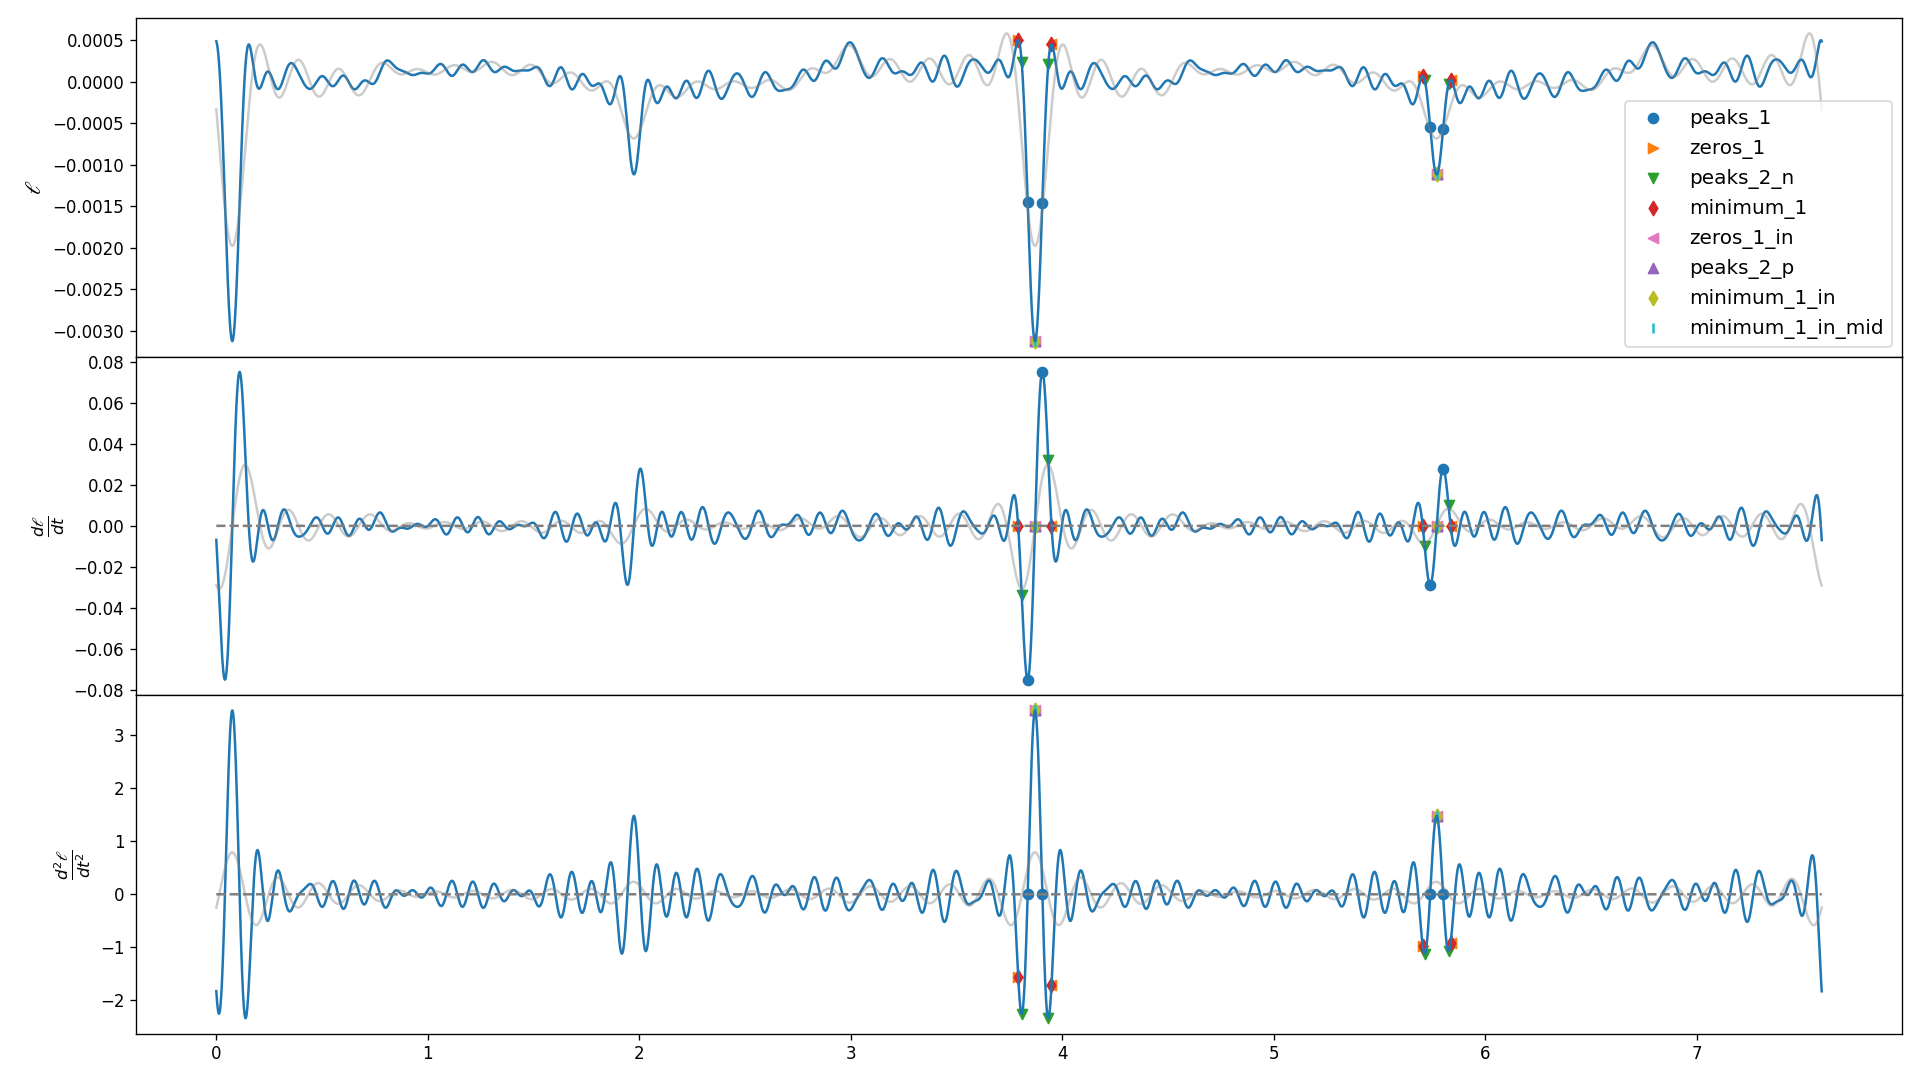 0.0005
0.0000
−0.0005
−0.0010
−0.0015
−0.0020
−0.0025
−0.0030
ℓ
peaks_1
zeros_1
peaks_2_n
minimum_1
zeros_1_in
peaks_2_p
minimum_1_in
minimum_1_in_mid
0.08
0.06
0.04
0.02
0.00
−0.02
−0.04
−0.06
−0.08
dℓ
dt
3
2
1
0
−1
−2
d²ℓ
dt²
0 1 2 3 4 5 6 7